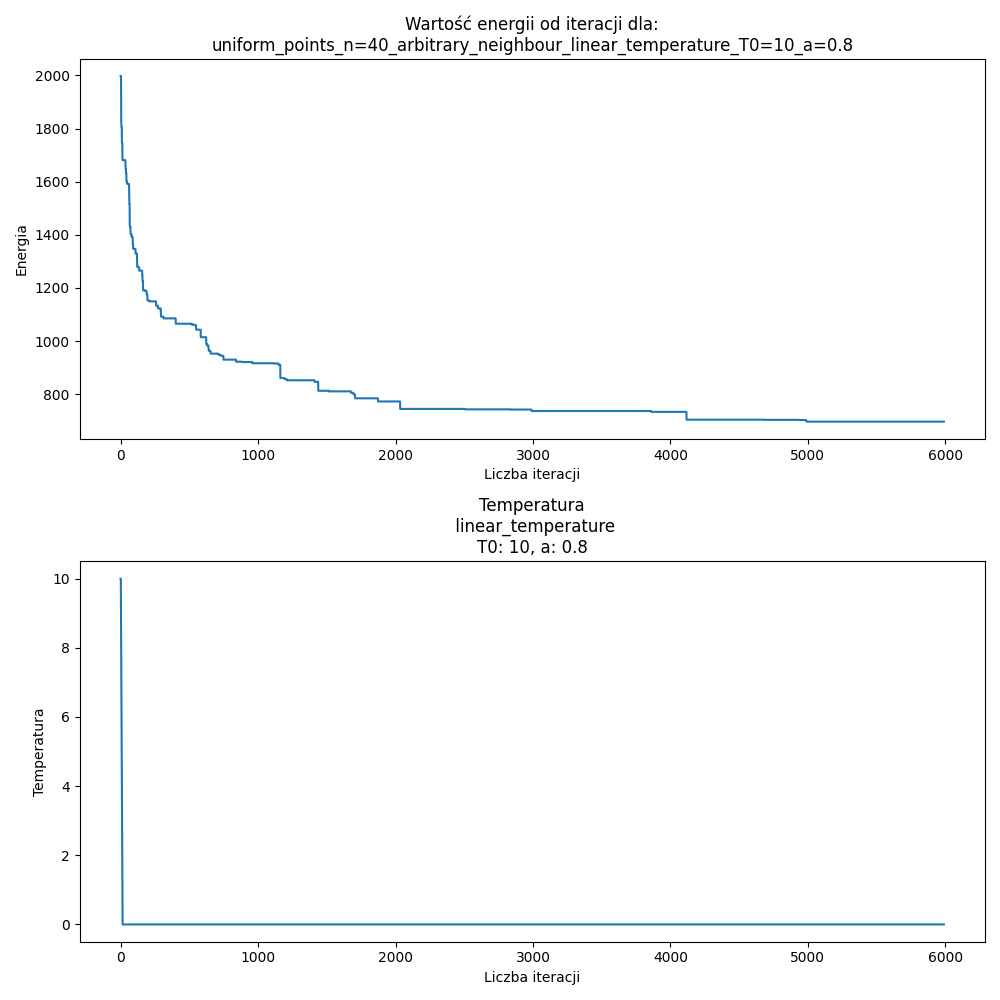 Wartość energii od iteracji dla:
uniform_points_n=40_arbitrary_neighbour_linear_temperature_T0=10_a=0.8
2000
1800
1600
1400
1200
1000
800
Energia
0 1000 2000 3000 4000 5000 6000
Liczba iteracji
Temperatura
linear_temperature
T0: 10, a: 0.8
10
8
6
4
2
0
Temperatura
0 1000 2000 3000 4000 5000 6000
Liczba iteracji